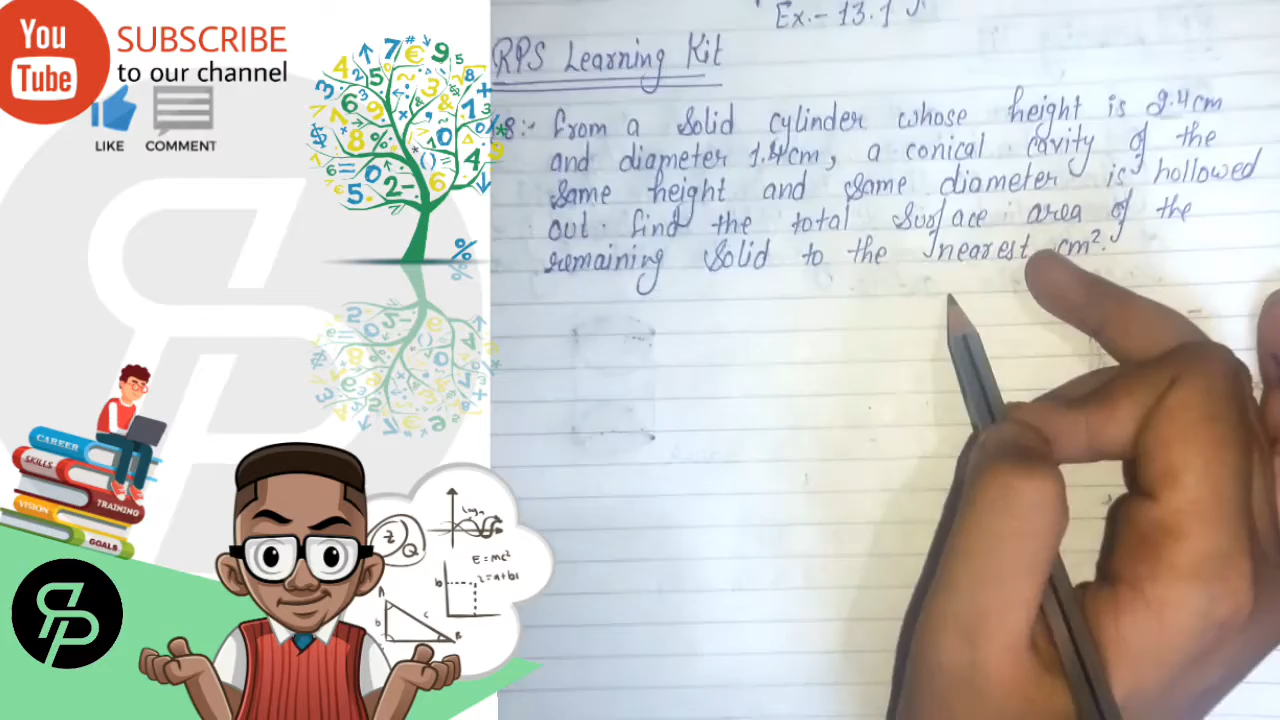 You
Tube
SUBSCRIBE
to our channel
LIKE
COMMENT
CAREER
SKILLS
TRAINING
VISION
GOALS
E=mc²
Ex.- 13.1
RPS Learning Kit
8:- From a solid cylinder whose height is 2.4cm
and diameter 1.4cm, a conical cavity of the
same height and same diameter is hollowed
out. Find the total surface area of the
remaining solid to the nearest cm².